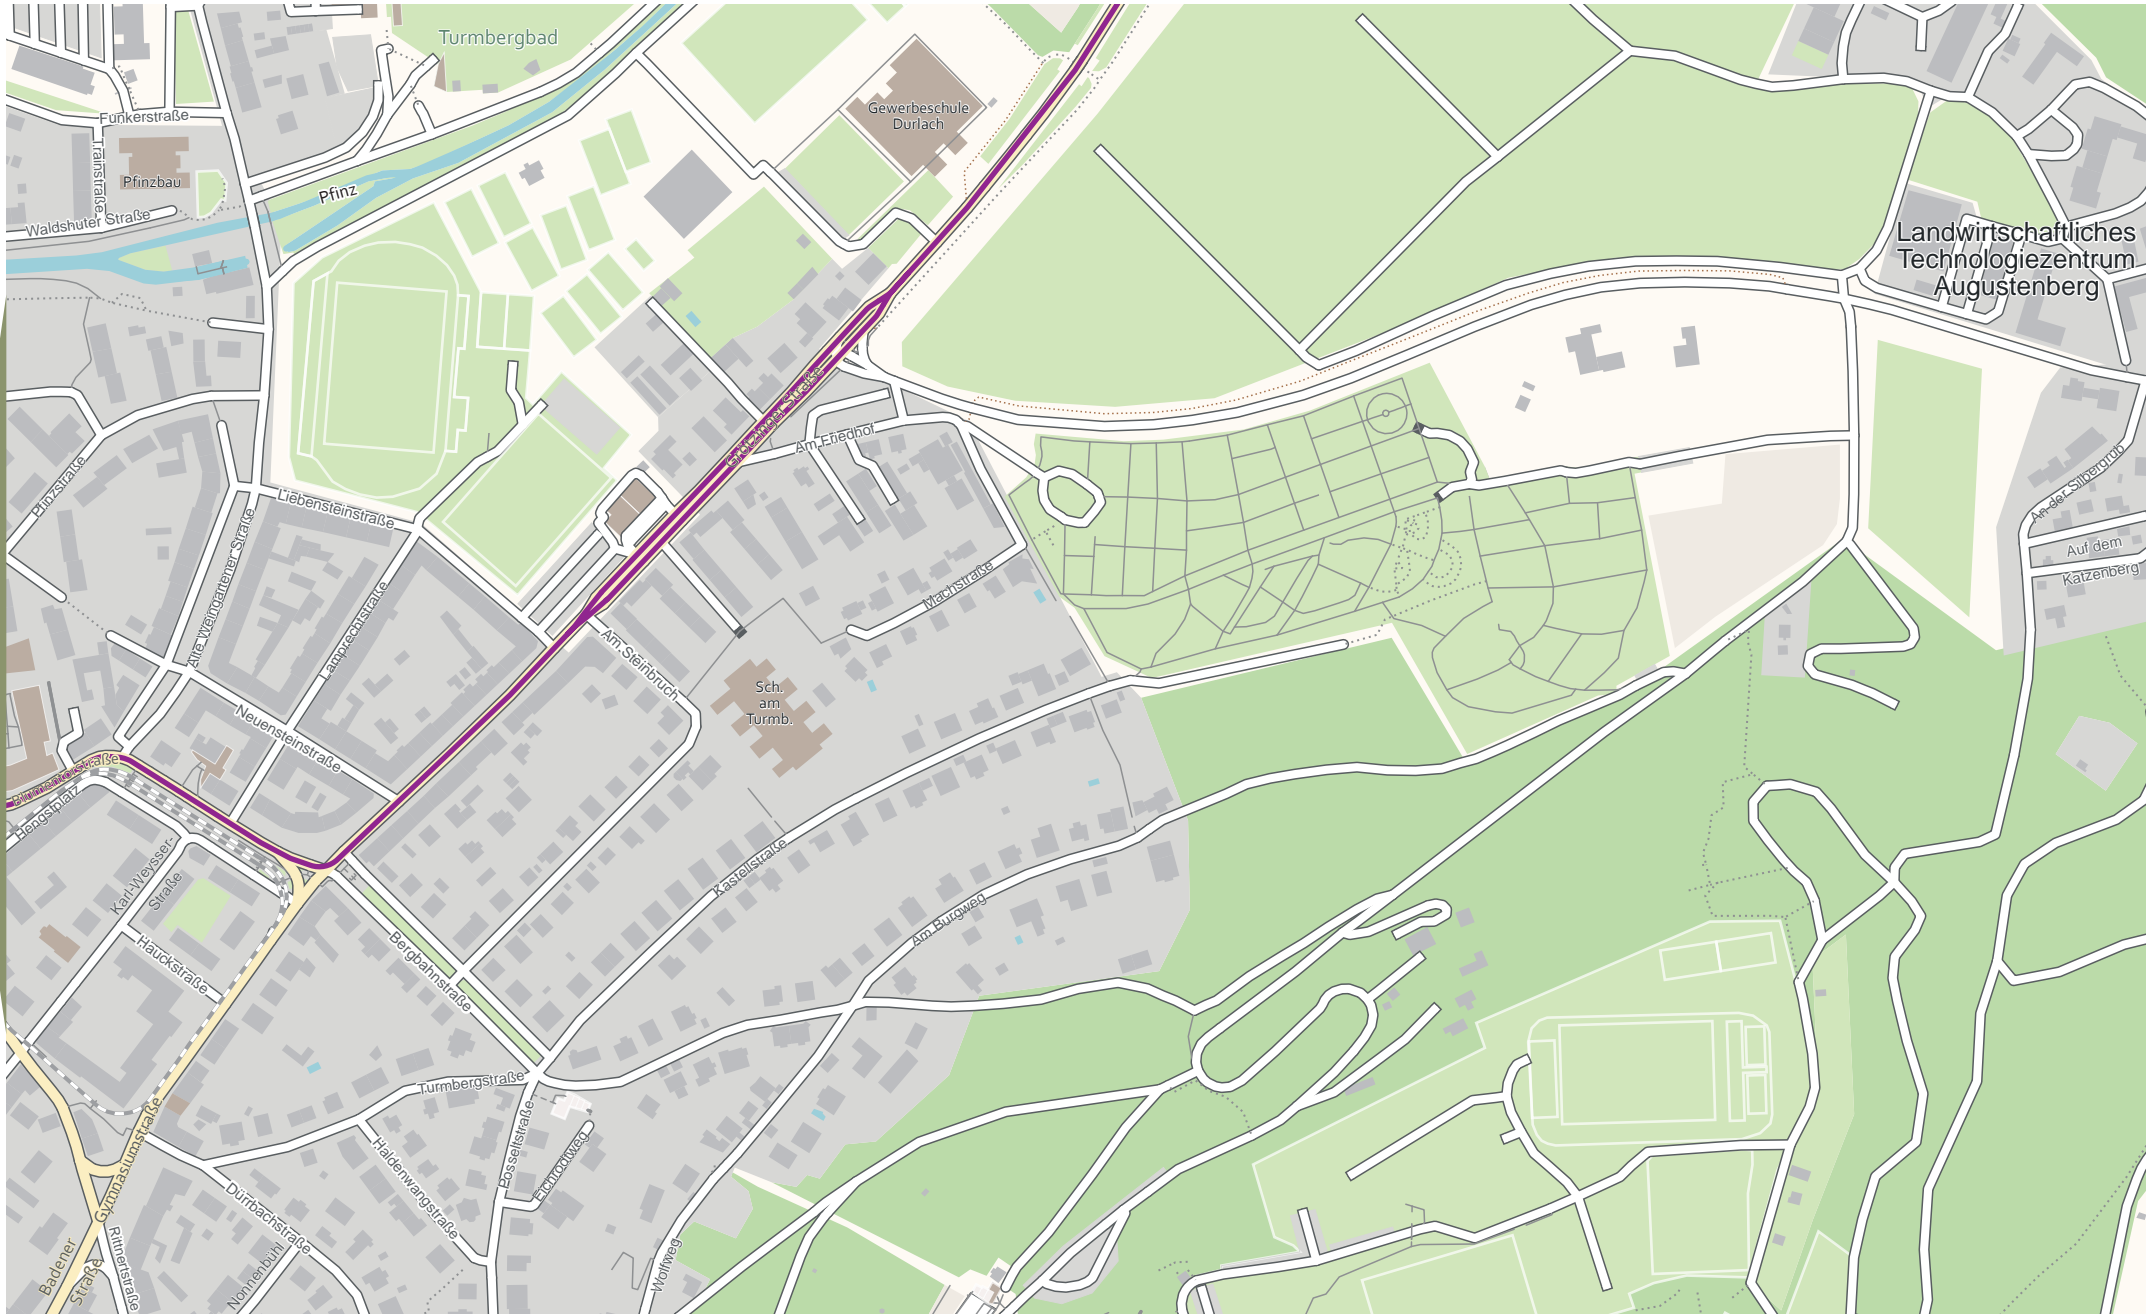 Turmbergbad
Gewerbeschule
Durlach
Funkerstraße
Trainstraße
Pfinzbau
Pfinz
Waldshuter Straße
Landwirtschaftliches
Technologiezentrum
Augustenberg
Grötzinger Straße
Am Friedhof
Pfinzstraße
Liebensteinstraße
An der Silbergrub
Auf dem
Katzenberg
Alte Weingartener Straße
Lamprechtstraße
Machstraße
Am Steinbruch
Sch.
am
Turmb.
Neuensteinstraße
Blumentorstraße
Hengstplatz
Karl-Weysser-
Straße
Kastellstraße
Am Burgweg
Hauckstraße
Bergbahnstraße
Turmbergstraße
Posseltstraße
Eichrodtweg
Haldenwangstraße
Gymnasiumstraße
Dürrbachstraße
Nonnenbühl
Rittnertstraße
Badener
Straße
Wolfweg